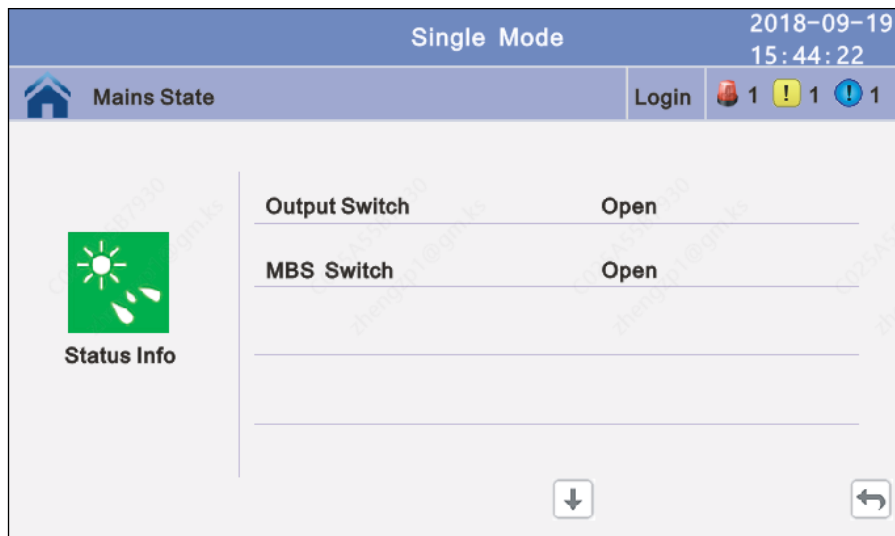 Single Mode
2018-09-19
15:44:22
Mains State
Login
1
! 1
! 1
Output Switch Open
MBS Switch Open
Status Info